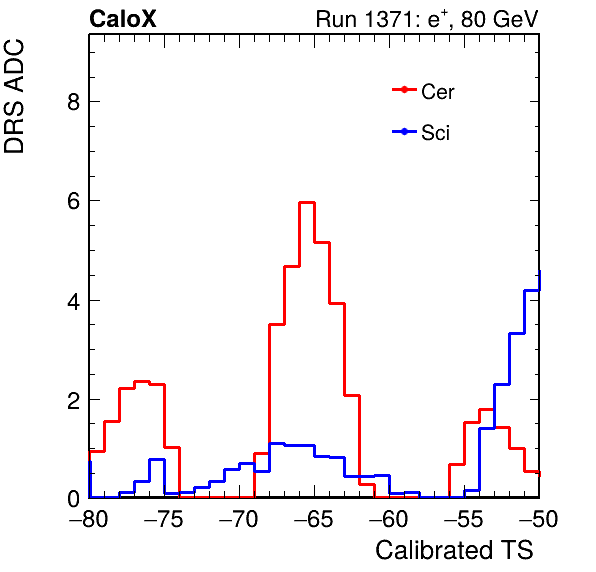 CaloX Run 1371: e⁺, 80 GeV
DRS ADC
Cer
Sci
8
6
4
2
0
−80 −75 −70 −65 −60 −55 −50
Calibrated TS